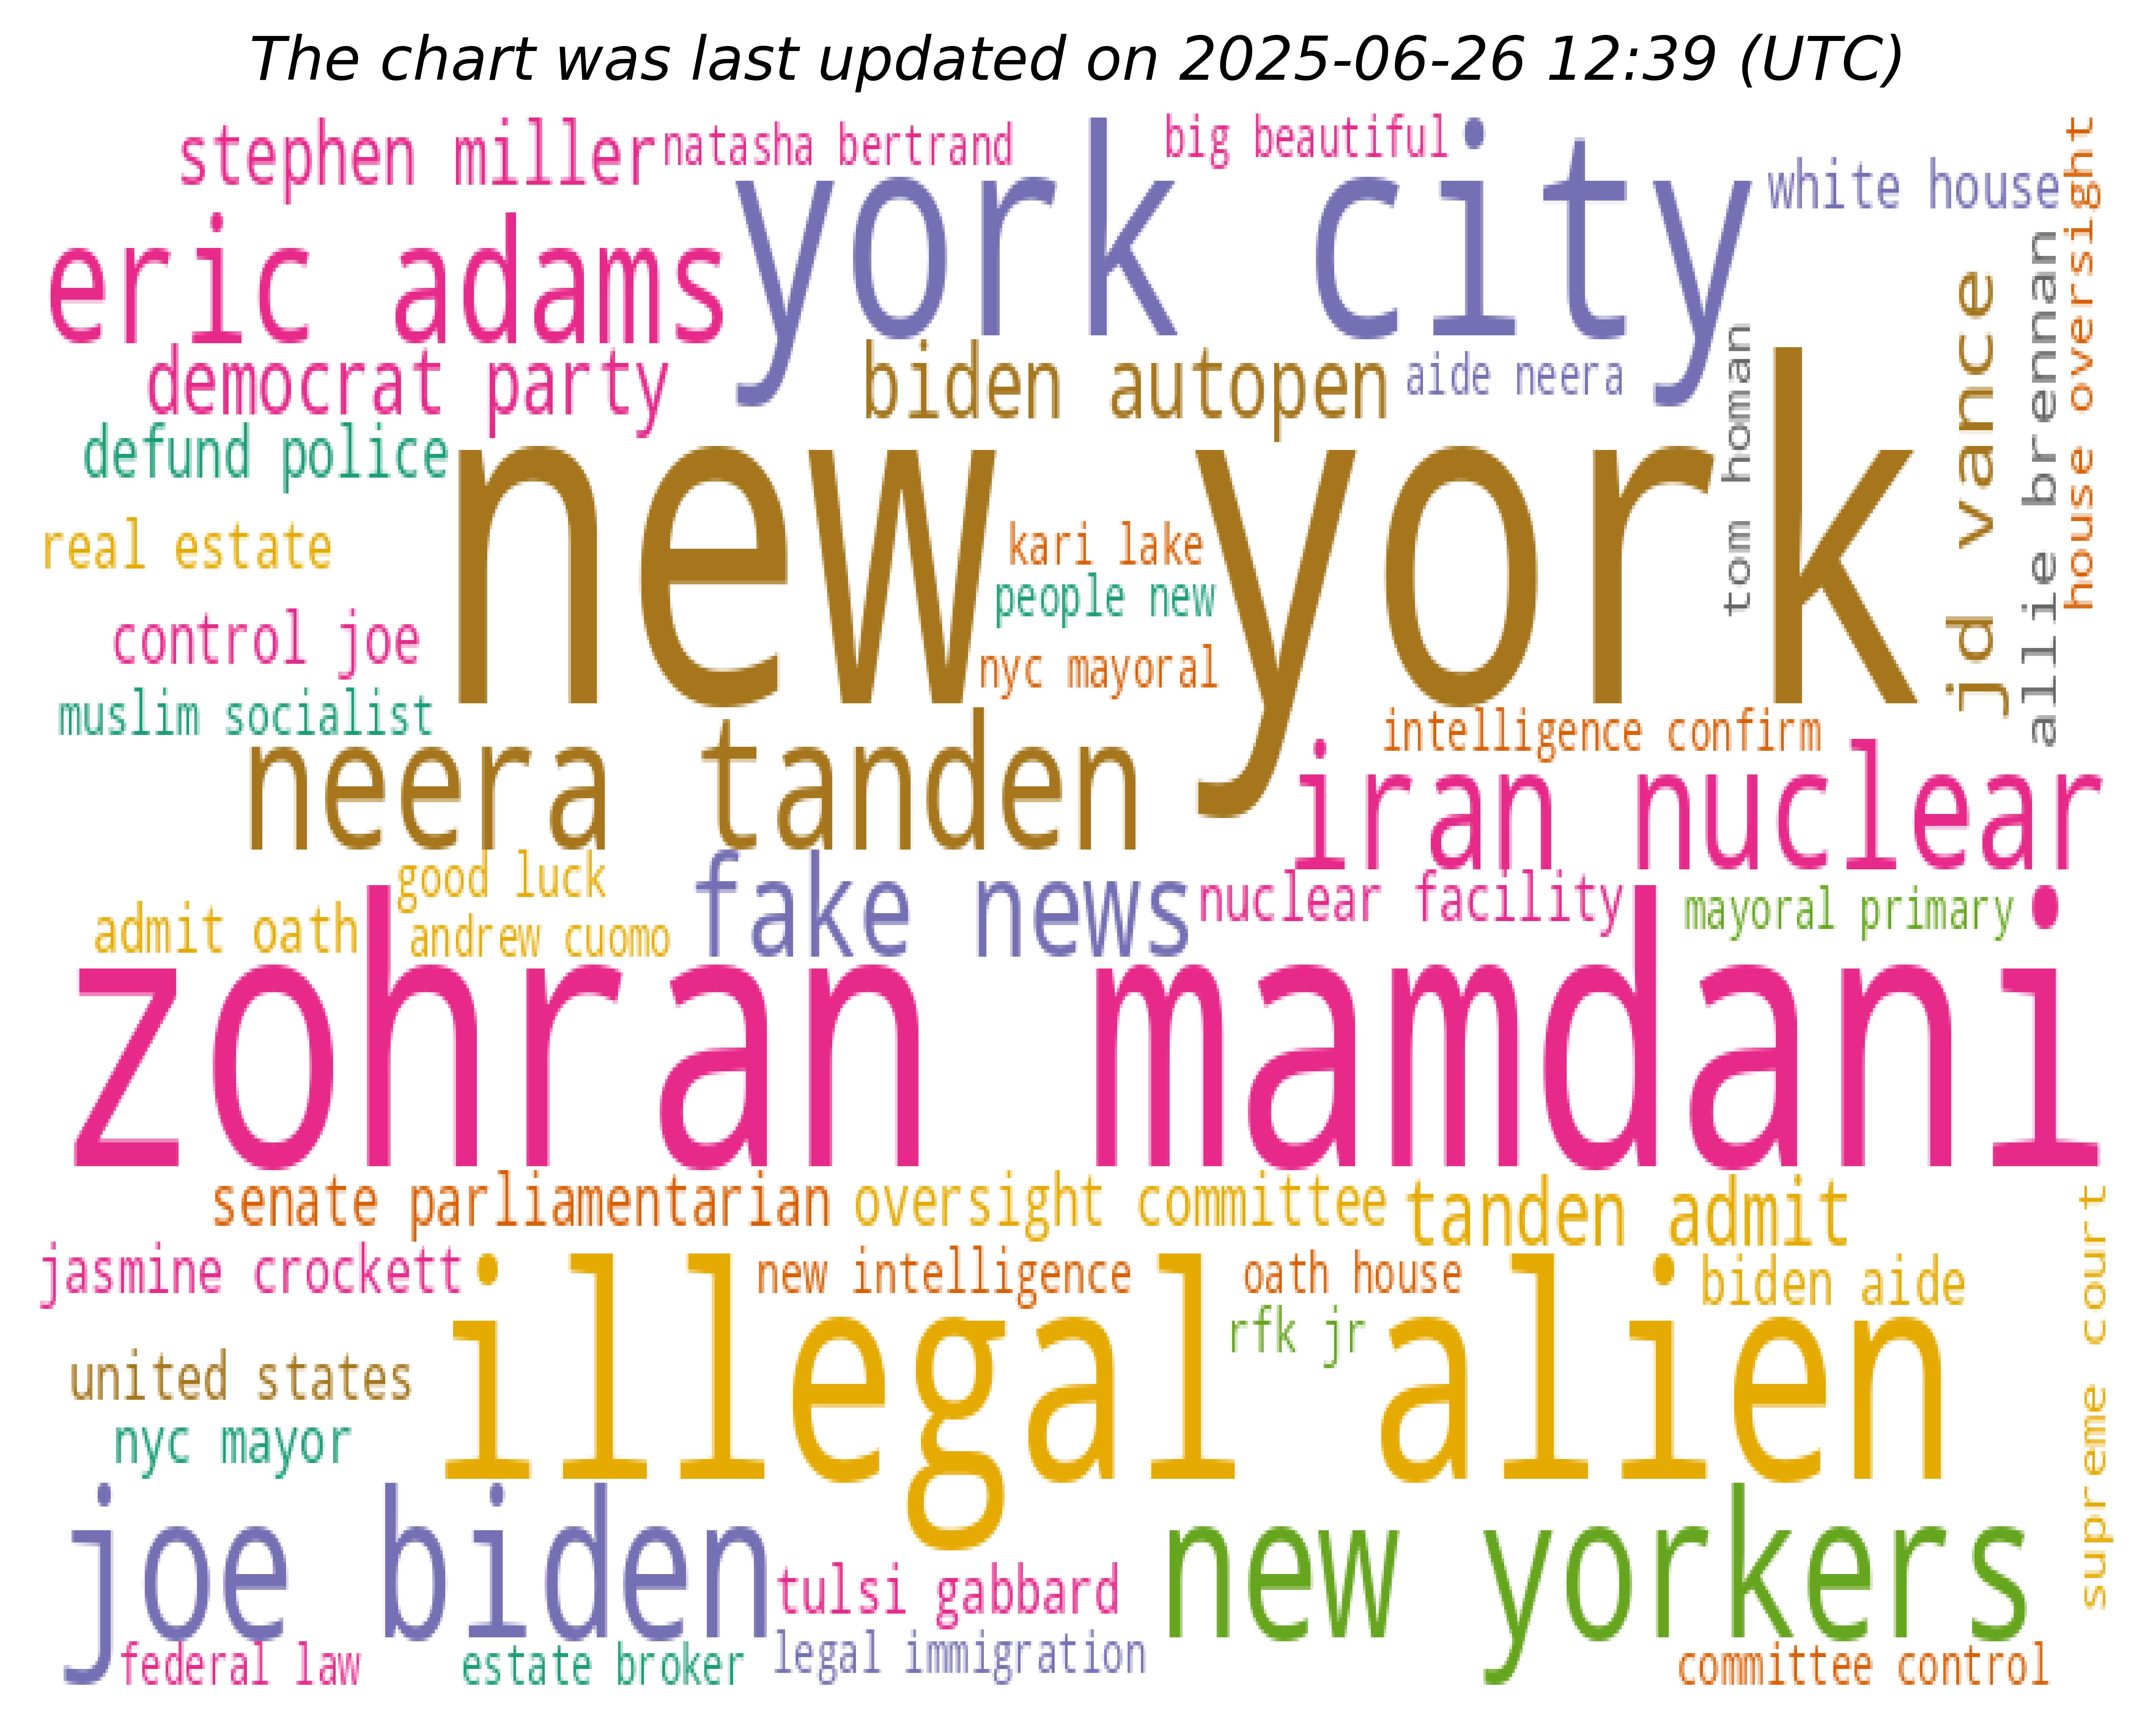 The chart was last updated on 2025-06-26 12:39 (UTC)
stephen miller
natasha bertrand
big beautiful
york city
white house
house oversight
eric adams
allie brennan
jd vance
tom homan
democrat party
biden autopen
aide neera
defund police
new york
real estate
kari lake
people new
control joe
nyc mayoral
muslim socialist
intelligence confirm
neera tanden
iran nuclear
good luck
fake news
nuclear facility
mayoral primary
admit oath
andrew cuomo
zohran mamdani
senate parliamentarian
oversight committee
tanden admit
supreme court
jasmine crockett
new intelligence
oath house
biden aide
illegal alien
rfk jr
united states
nyc mayor
joe biden
new yorkers
tulsi gabbard
federal law
estate broker
legal immigration
committee control